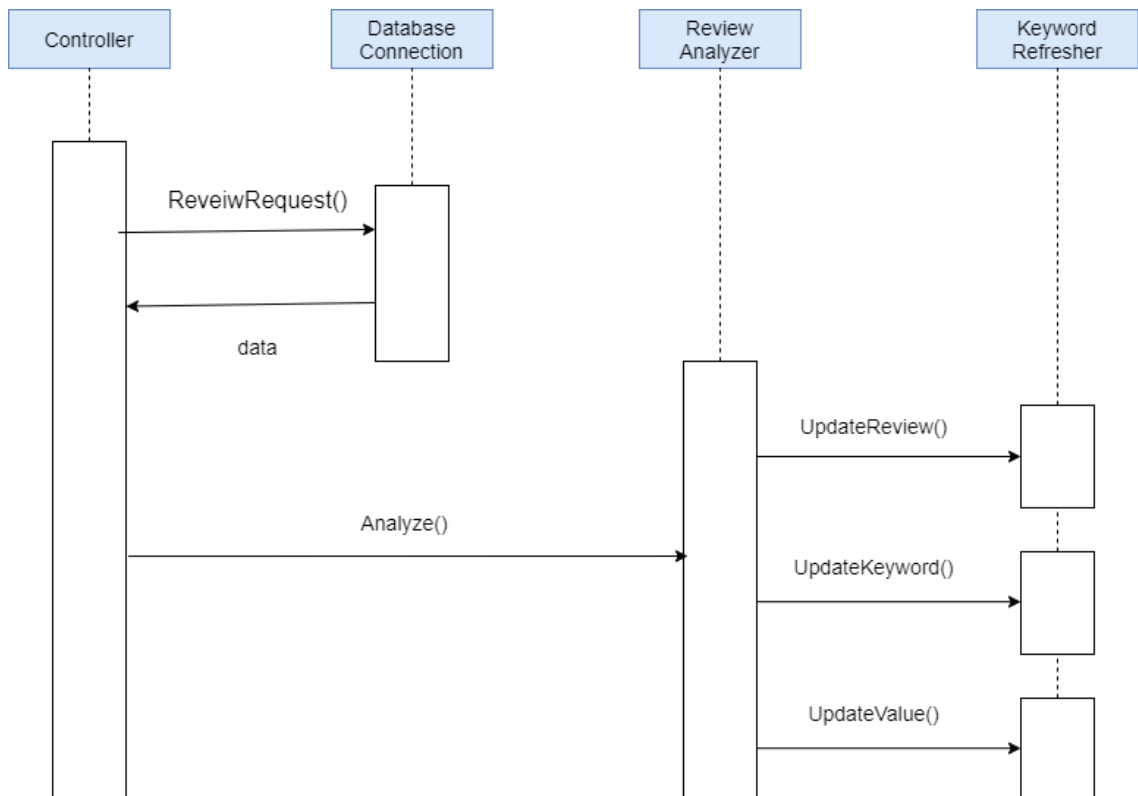 Controller
Database
Connection
Review
Analyzer
Keyword
Refresher
ReveiwRequest()
data
UpdateReview()
Analyze()
UpdateKeyword()
UpdateValue()